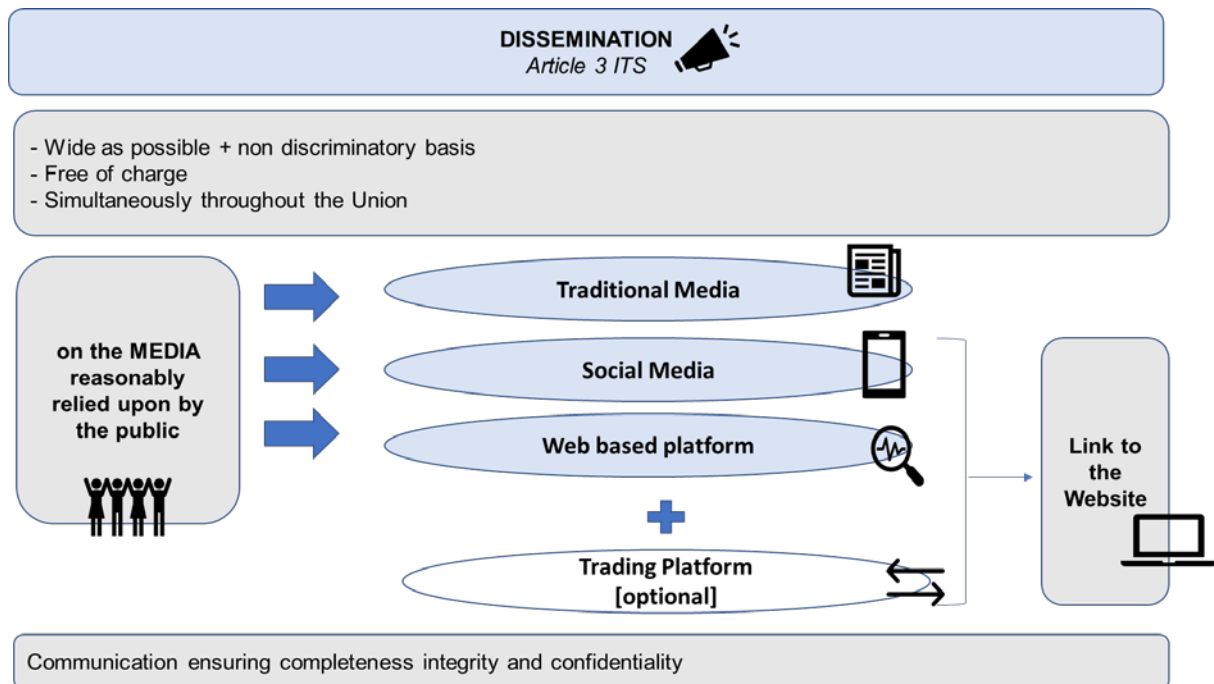 DISSEMINATION
Article 3 ITS
- Wide as possible + non discriminatory basis
- Free of charge
- Simultaneously throughout the Union
on the MEDIA
reasonably
relied upon by
the public
Traditional Media
Social Media
Web based platform
Trading Platform
[optional]
Link to
the
Website
Communication ensuring completeness integrity and confidentiality